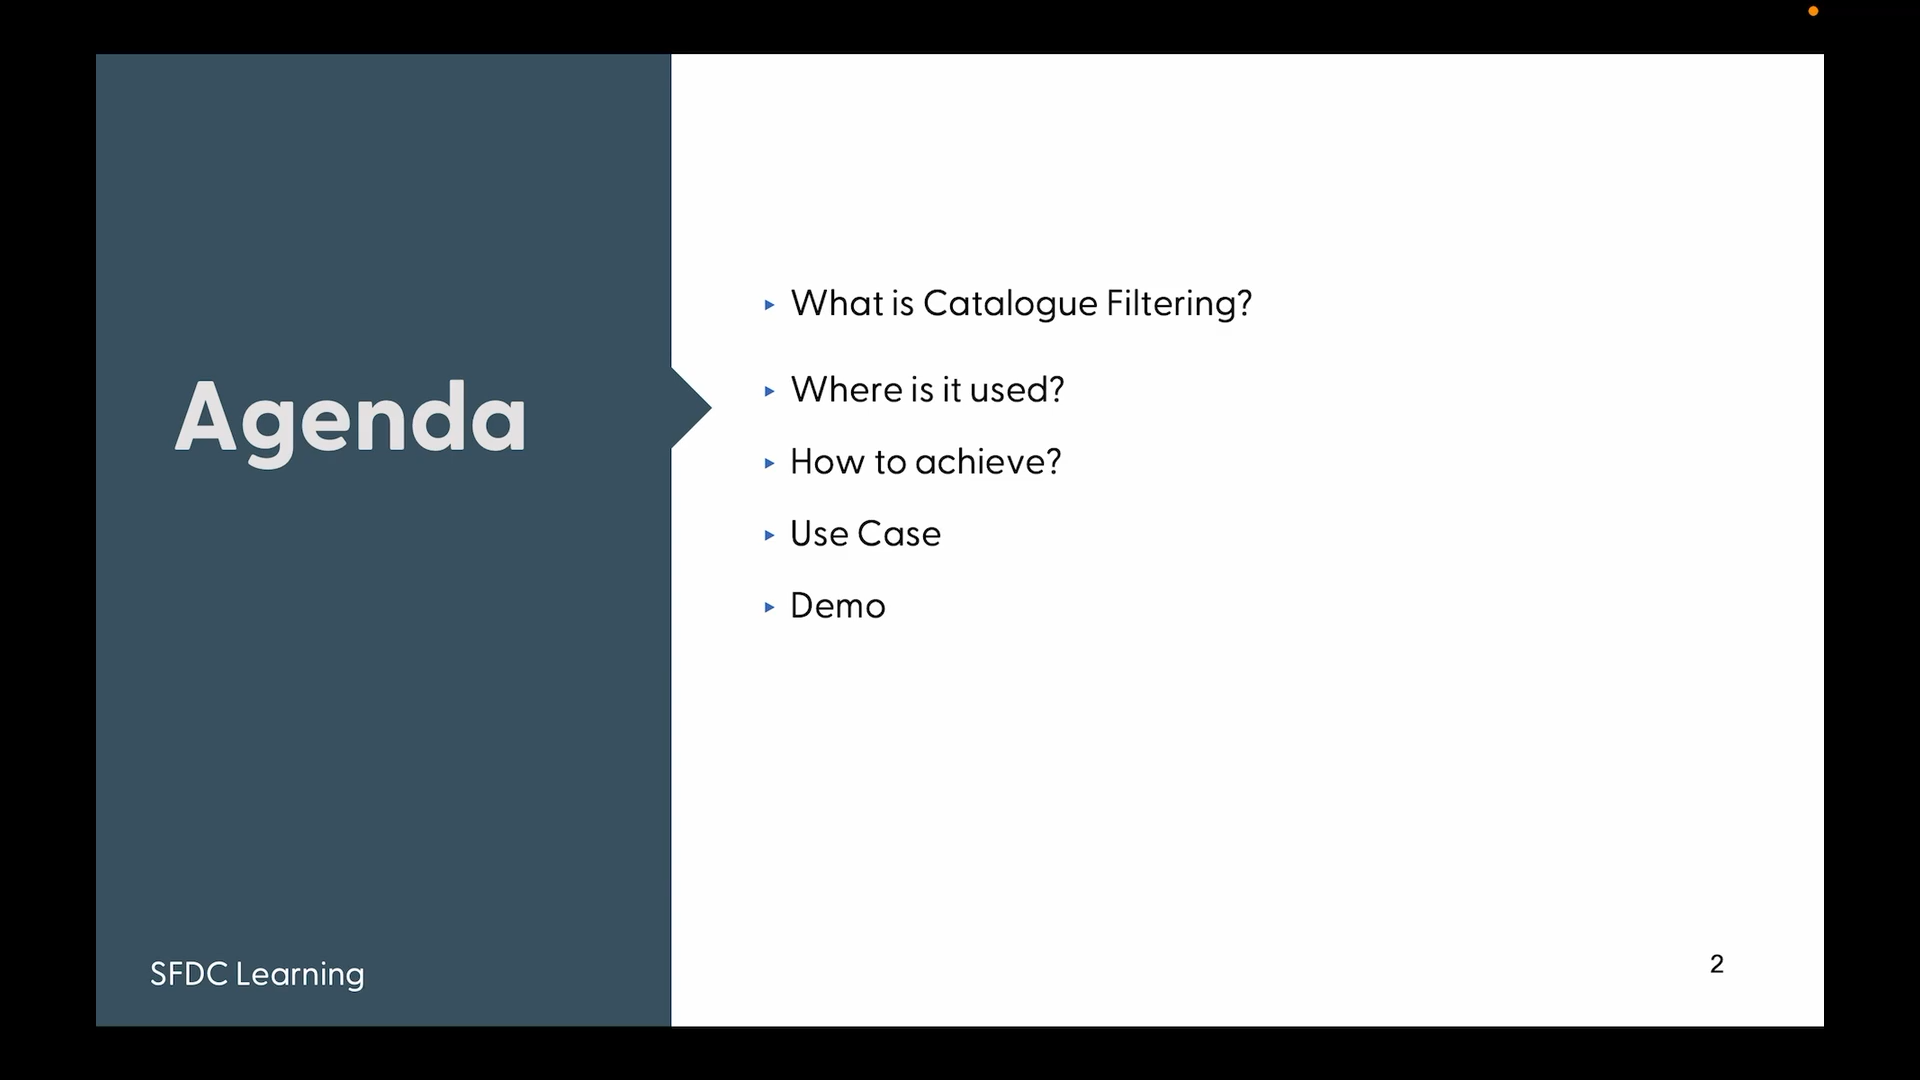 Agenda
What is Catalogue Filtering?
Where is it used?
How to achieve?
Use Case
Demo
SFDC Learning
2